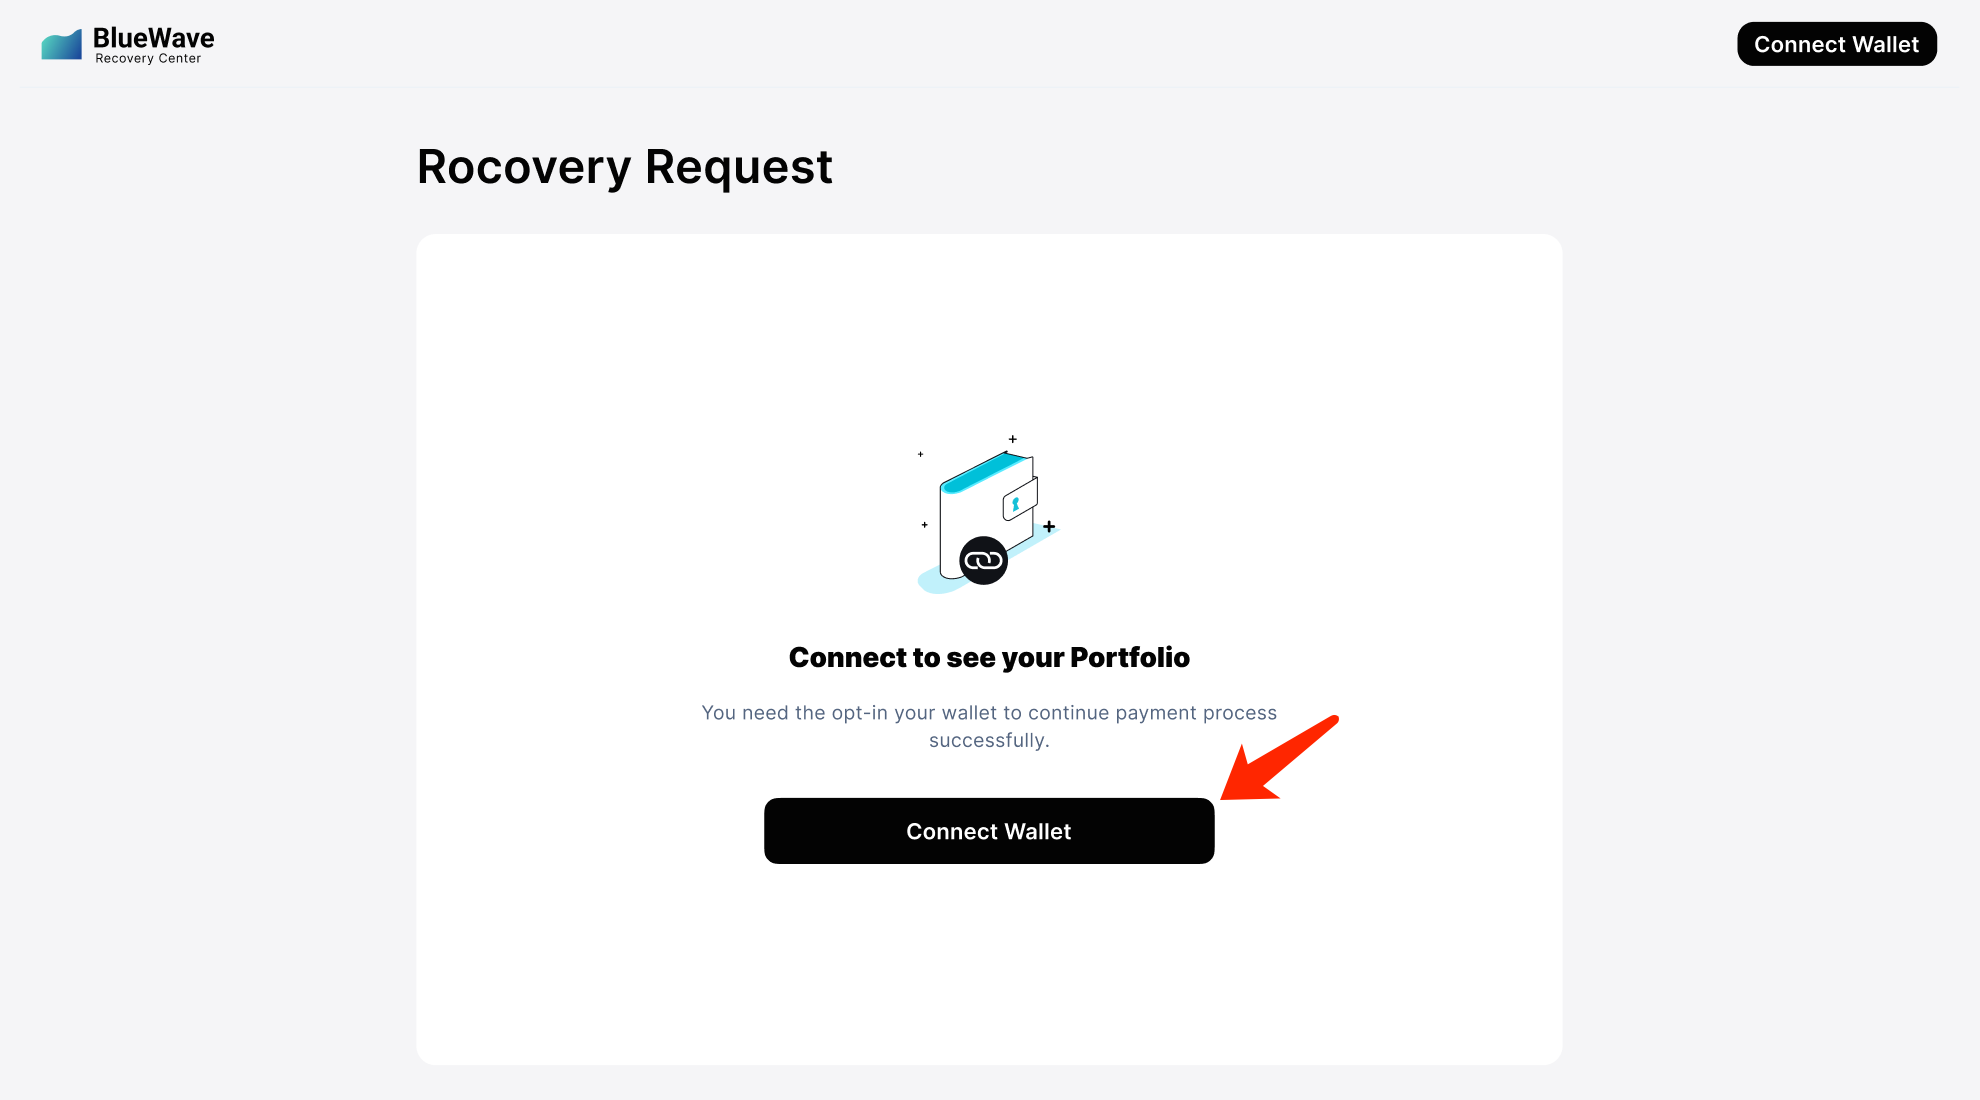 BlueWave
Recovery Center
Connect Wallet
Rocovery Request
Connect to see your Portfolio
You need the opt-in your wallet to continue payment process
successfully.
Connect Wallet